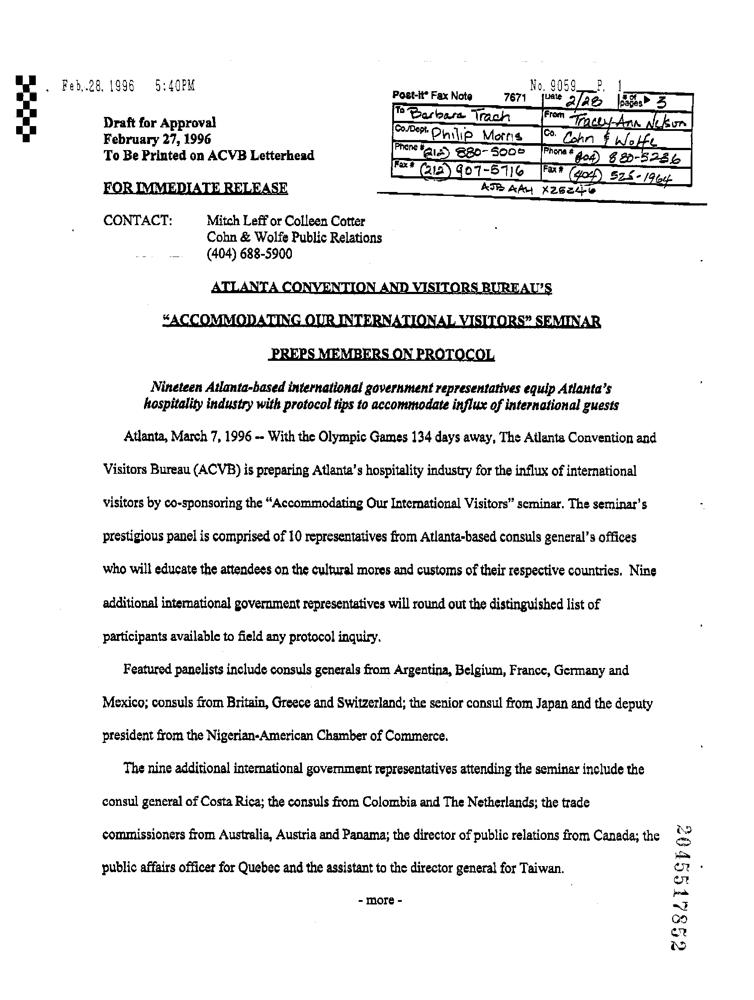 Feb. 28. 1996 5:40PM No. 9059 P. 1
Post-it® Fax Note 7671 Date 2/28 # of pages ▶ 3
To Barbara Trach From Tracey-Ann Nelson
Co./Dept. Philip Morris Co. Cohn & Wolfe
Phone # (212) 880-5000 Phone # (404) 880-5236
Fax # (212) 907-5716 Fax # (404) 525-1964
X25246
Draft for Approval
February 27, 1996
To Be Printed on ACVB Letterhead
FOR IMMEDIATE RELEASE
CONTACT: Mitch Leff or Colleen Cotter
Cohn & Wolfe Public Relations
(404) 688-5900
ATLANTA CONVENTION AND VISITORS BUREAU'S
"ACCOMMODATING OUR INTERNATIONAL VISITORS" SEMINAR
PREPS MEMBERS ON PROTOCOL
Nineteen Atlanta-based international government representatives equip Atlanta's
hospitality industry with protocol tips to accommodate influx of international guests
Atlanta, March 7, 1996 -- With the Olympic Games 134 days away, The Atlanta Convention and
Visitors Bureau (ACVB) is preparing Atlanta's hospitality industry for the influx of international
visitors by co-sponsoring the "Accommodating Our International Visitors" seminar. The seminar's
prestigious panel is comprised of 10 representatives from Atlanta-based consuls general's offices
who will educate the attendees on the cultural mores and customs of their respective countries. Nine
additional international government representatives will round out the distinguished list of
participants available to field any protocol inquiry.
Featured panelists include consuls generals from Argentina, Belgium, France, Germany and
Mexico; consuls from Britain, Greece and Switzerland; the senior consul from Japan and the deputy
president from the Nigerian-American Chamber of Commerce.
The nine additional international government representatives attending the seminar include the
consul general of Costa Rica; the consuls from Colombia and The Netherlands; the trade
commissioners from Australia, Austria and Panama; the director of public relations from Canada; the
public affairs officer for Quebec and the assistant to the director general for Taiwan.
- more -
2045517852